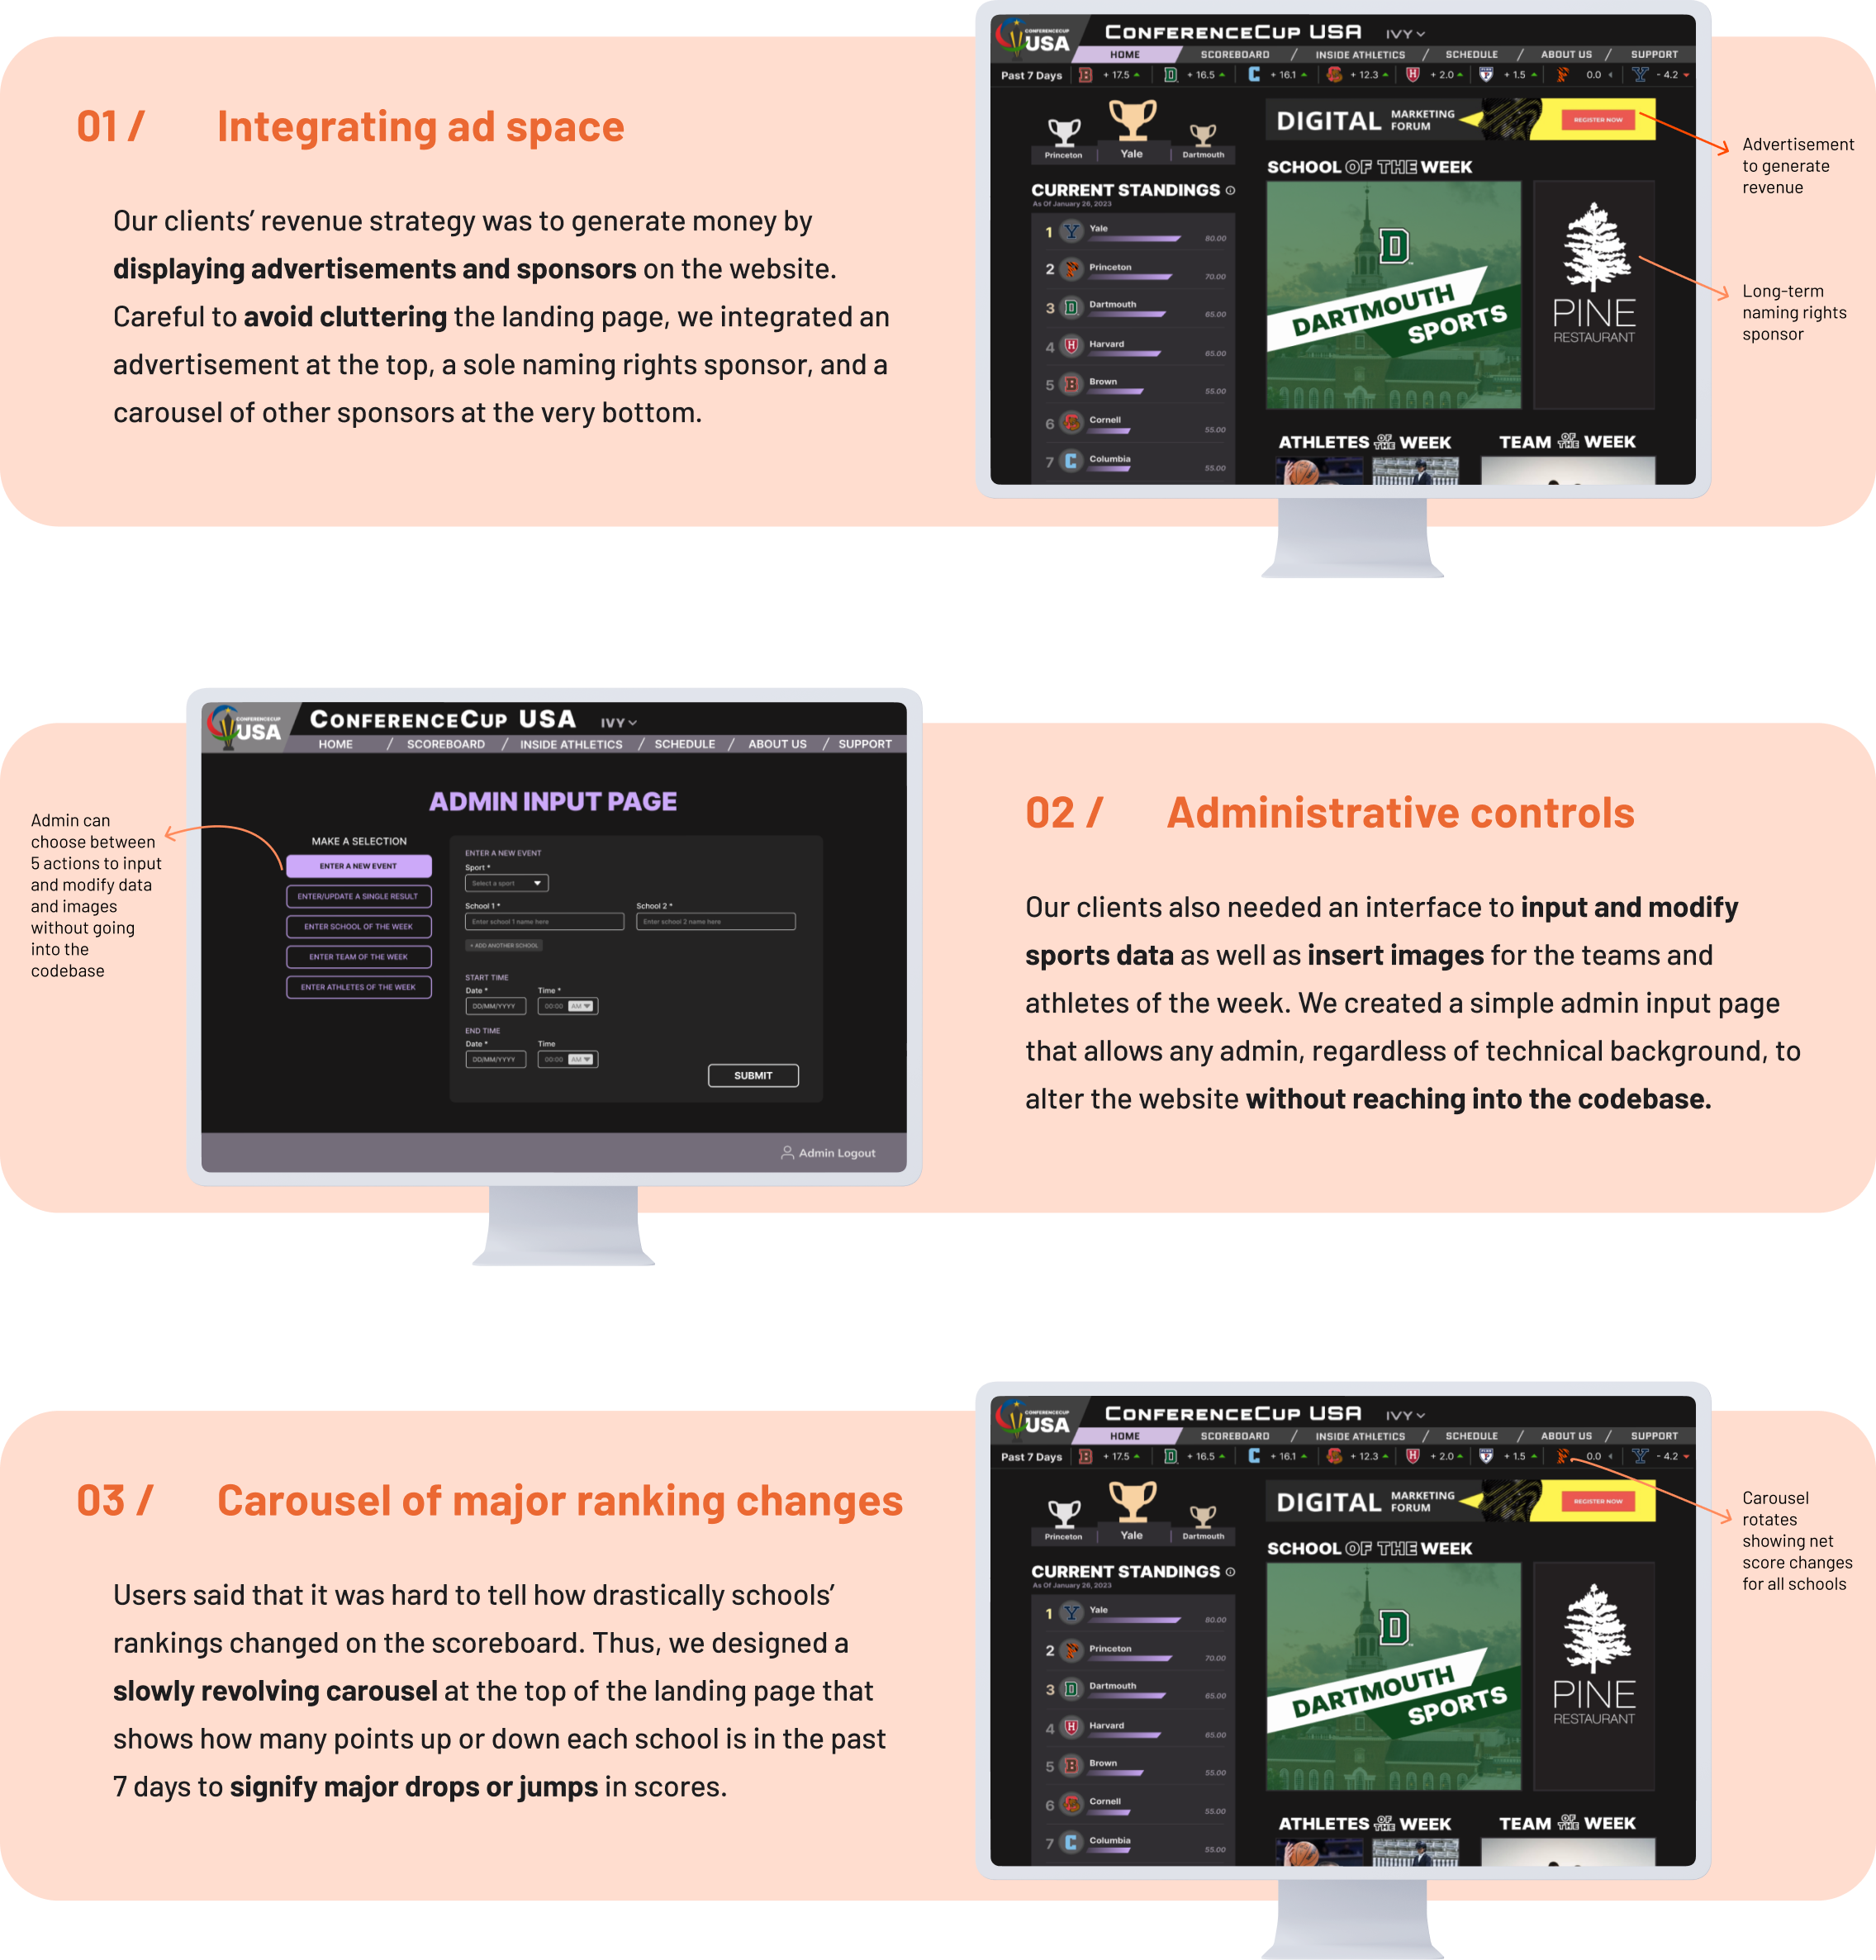 01 /
Integrating ad space
Our clients’ revenue strategy was to generate money by
displaying advertisements and sponsors on the website.
Careful to avoid cluttering the landing page, we integrated an
advertisement at the top, a sole naming rights sponsor, and a
carousel of other sponsors at the very bottom.
CONFERENCECUP
USA
CONFERENCECUP USA IVY
HOME SCOREBOARD / INSIDE ATHLETICS / SCHEDULE / ABOUT US / SUPPORT
Past 7 Days B + 17.5 D + 16.5 C + 16.1 + 12.3 H + 2.0 + 1.5 0.0 Y - 4.2
Princeton Yale Dartmouth
DIGITAL MARKETING
FORUM
REGISTER NOW
CURRENT STANDINGS
As Of January 26, 2023
1 Y Yale 80.00
2 Princeton 70.00
3 D Dartmouth 65.00
4 H Harvard 65.00
5 B Brown 55.00
6 Cornell 55.00
7 C Columbia 55.00
SCHOOL OF THE WEEK
D
DARTMOUTH
SPORTS
PINE
RESTAURANT
ATHLETES OF THE WEEK
TEAM OF THE WEEK
Advertisement
to generate
revenue
Long-term
naming rights
sponsor
Admin can
choose between
5 actions to input
and modify data
and images
without going
into the
codebase
CONFERENCECUP
USA
CONFERENCECUP USA IVY
HOME / SCOREBOARD / INSIDE ATHLETICS / SCHEDULE / ABOUT US / SUPPORT
ADMIN INPUT PAGE
MAKE A SELECTION
ENTER A NEW EVENT
ENTER/UPDATE A SINGLE RESULT
ENTER SCHOOL OF THE WEEK
ENTER TEAM OF THE WEEK
ENTER ATHLETES OF THE WEEK
ENTER A NEW EVENT
Sport *
Select a sport
School 1 * School 2 *
Enter school 1 name here Enter school 2 name here
+ ADD ANOTHER SCHOOL
START TIME
Date * Time *
DD/MM/YYYY 00:00 AM
END TIME
Date * Time
DD/MM/YYYY 00:00 AM
SUBMIT
Admin Logout
02 /
Administrative controls
Our clients also needed an interface to input and modify
sports data as well as insert images for the teams and
athletes of the week. We created a simple admin input page
that allows any admin, regardless of technical background, to
alter the website without reaching into the codebase.
03 /
Carousel of major ranking changes
Users said that it was hard to tell how drastically schools’
rankings changed on the scoreboard. Thus, we designed a
slowly revolving carousel at the top of the landing page that
shows how many points up or down each school is in the past
7 days to signify major drops or jumps in scores.
CONFERENCECUP
USA
CONFERENCECUP USA IVY
HOME SCOREBOARD / INSIDE ATHLETICS / SCHEDULE / ABOUT US / SUPPORT
Past 7 Days B + 17.5 D + 16.5 C + 16.1 + 12.3 H + 2.0 + 1.5 0.0 Y - 4.2
Princeton Yale Dartmouth
DIGITAL MARKETING
FORUM
REGISTER NOW
CURRENT STANDINGS
As Of January 26, 2023
1 Y Yale 80.00
2 Princeton 70.00
3 D Dartmouth 65.00
4 H Harvard 65.00
5 B Brown 55.00
6 Cornell 55.00
7 C Columbia 55.00
SCHOOL OF THE WEEK
D
DARTMOUTH
SPORTS
PINE
RESTAURANT
ATHLETES OF THE WEEK
TEAM OF THE WEEK
Carousel
rotates
showing net
score changes
for all schools